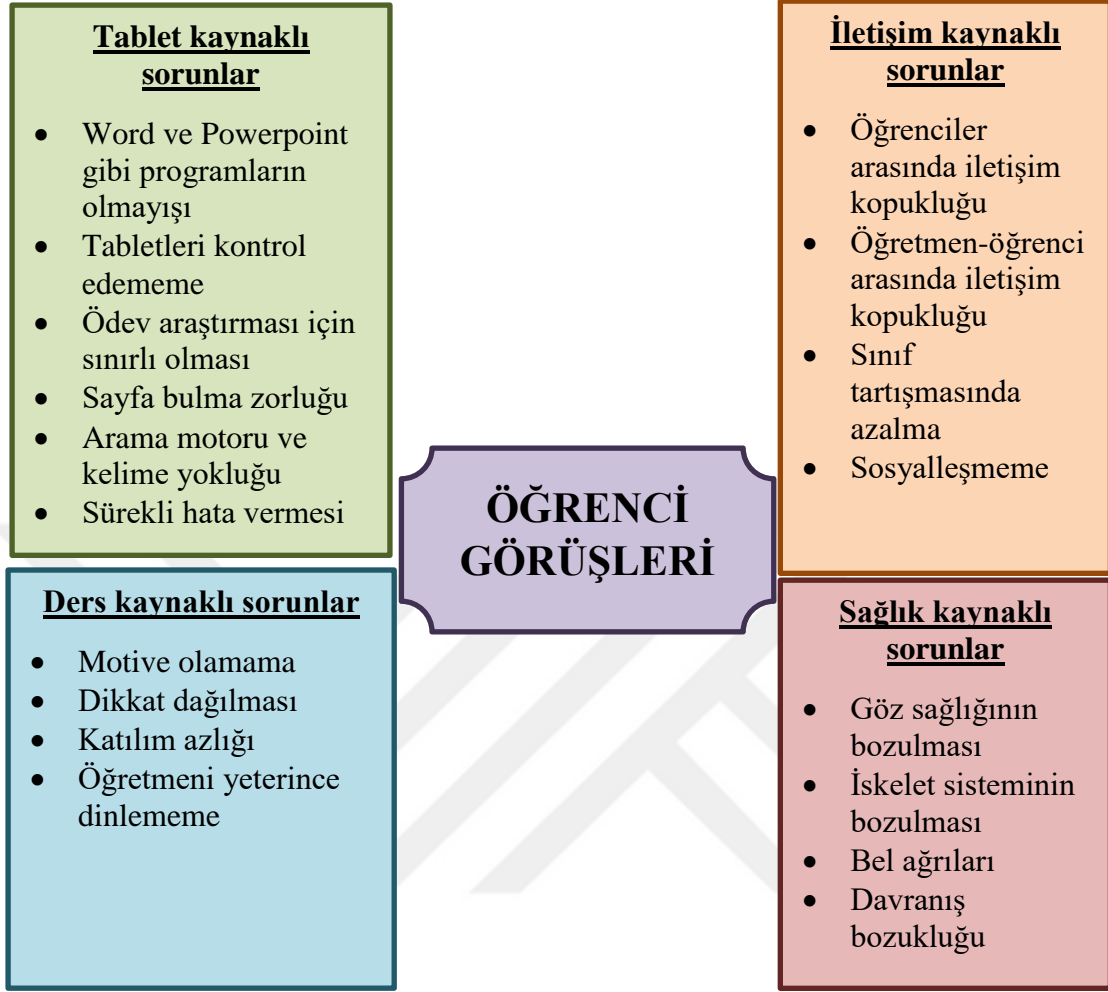 Tablet kaynaklı
sorunlar
• Word ve Powerpoint
gibi programların
olmayışı
• Tabletleri kontrol
edememe
• Ödev araştırması için
sınırlı olması
• Sayfa bulma zorluğu
• Arama motoru ve
kelime yokluğu
• Sürekli hata vermesi
İletişim kaynaklı
sorunlar
• Öğrenciler
arasında iletişim
kopukluğu
• Öğretmen-öğrenci
arasında iletişim
kopukluğu
• Sınıf
tartışmasında
azalma
• Sosyalleşmeme
ÖĞRENCİ
GÖRÜŞLERİ
Ders kaynaklı sorunlar
• Motive olamama
• Dikkat dağılması
• Katılım azlığı
• Öğretmeni yeterince
dinlememe
Sağlık kaynaklı
sorunlar
• Göz sağlığının
bozulması
• İskelet sisteminin
bozulması
• Bel ağrıları
• Davranış
bozukluğu